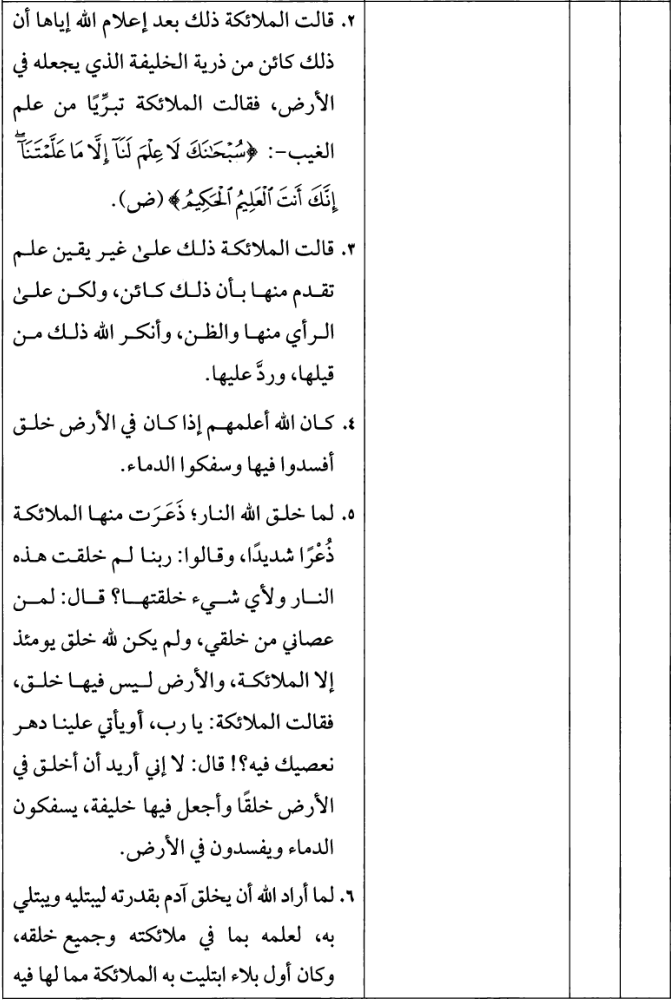 ٢. قالت الملائكة ذلك بعد إعلام الله إياها أن
ذلك كائن من ذرية الخليفة الذي يجعله في
الأرض، فقالت الملائكة تبرِّيًا من علم
الغيب-: ﴿سُبْحَٰنَكَ لَا عِلْمَ لَنَآ إِلَّا مَا عَلَّمْتَنَآۖ
إِنَّكَ أَنتَ ٱلْعَلِيمُ ٱلْحَكِيمُ﴾ (ض).
٣. قالت الملائكة ذلك علىٰ غير يقين علم
تقدم منها بأن ذلك كائن، ولكن علىٰ
الرأي منها والظن، وأنكر الله ذلك من
قيلها، وردَّ عليها.
٤. كان الله أعلمهم إذا كان في الأرض خلق
أفسدوا فيها وسفكوا الدماء.
٥. لما خلق الله النار؛ ذَعَرَت منها الملائكة
ذُعْرًا شديدًا، وقالوا: ربنا لم خلقت هذه
النار ولأي شيء خلقتها؟ قال: لمن
عصاني من خلقي، ولم يكن لله خلق يومئذ
إلا الملائكة، والأرض ليس فيها خلق،
فقالت الملائكة: يا رب، أويأتي علينا دهر
نعصيك فيه؟! قال: لا إني أريد أن أخلق في
الأرض خلقًا وأجعل فيها خليفة، يسفكون
الدماء ويفسدون في الأرض.
٦. لما أراد الله أن يخلق آدم بقدرته ليبتليه ويبتلي
به، لعلمه بما في ملائكته وجميع خلقه،
وكان أول بلاء ابتليت به الملائكة مما لها فيه